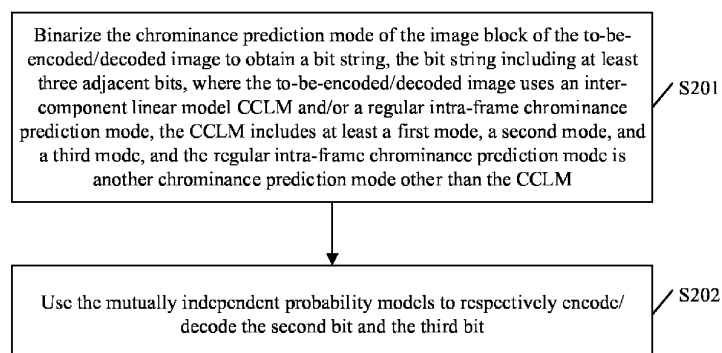 Binarize the chrominance prediction mode of the image block of the to-be-
encoded/decoded image to obtain a bit string, the bit string including at least
three adjacent bits, where the to-be-encoded/decoded image uses an inter-
component linear model CCLM and/or a regular intra-frame chrominance
prediction mode, the CCLM includes at least a first mode, a second mode, and
a third mode, and the regular intra-frame chrominance prediction mode is
another chrominance prediction mode other than the CCLM
S201
Use the mutually independent probability models to respectively encode/
decode the second bit and the third bit
S202